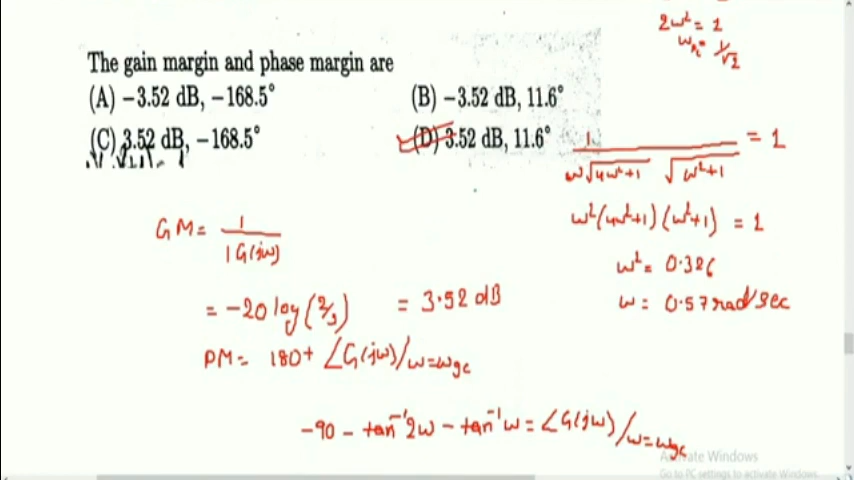 2ω² = 1
ωₚc = 1/√2
The gain margin and phase margin are
(A) −3.52 dB, −168.5° (B) −3.52 dB, 11.6°
(C) 3.52 dB, −168.5° (D) 3.52 dB, 11.6°
1 / ω√4ω²+1 √ω²+1 = 1
GM = 1 / |G(jω)
ω²(4ω²+1)(ω²+1) = 1
ω² = 0.326
= −20 log(2/3) = 3.52 dB
ω = 0.57 rad/sec
PM = 180 + ∠G(jω)/ω=ωgc
−90 − tan⁻¹2ω − tan⁻¹ω = ∠G(jω)/ω=ωgc
Activate Windows
Go to PC settings to activate Windows.